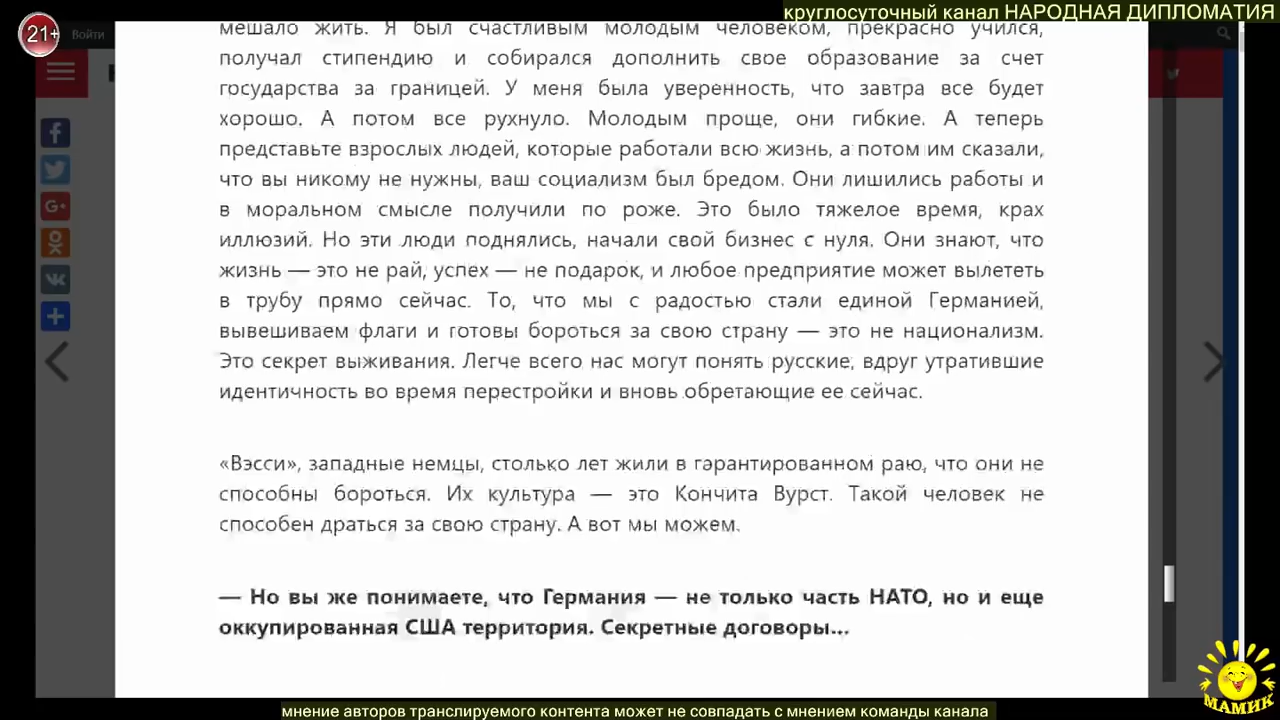 круглосуточный канал НАРОДНАЯ ДИПЛОМАТИЯ
21+
Войти
мешало жить. Я был счастливым молодым человеком, прекрасно учился,
получал стипендию и собирался дополнить свое образование за счет
государства за границей. У меня была уверенность, что завтра все будет
хорошо. А потом все рухнуло. Молодым проще, они гибкие. А теперь
представьте взрослых людей, которые работали всю жизнь, а потом им сказали,
что вы никому не нужны, ваш социализм был бредом. Они лишились работы и
в моральном смысле получили по роже. Это было тяжелое время, крах
иллюзий. Но эти люди поднялись, начали свой бизнес с нуля. Они знают, что
жизнь — это не рай, успех — не подарок, и любое предприятие может вылететь
в трубу прямо сейчас. То, что мы с радостью стали единой Германией,
вывешиваем флаги и готовы бороться за свою страну — это не национализм.
Это секрет выживания. Легче всего нас могут понять русские, вдруг утратившие
идентичность во время перестройки и вновь обретающие ее сейчас.
«Вэсси», западные немцы, столько лет жили в гарантированном раю, что они не
способны бороться. Их культура — это Кончита Вурст. Такой человек не
способен драться за свою страну. А вот мы можем.
— Но вы же понимаете, что Германия — не только часть НАТО, но и еще
оккупированная США территория. Секретные договоры...
МАМИК
мнение авторов транслируемого контента может не совпадать с мнением команды канала